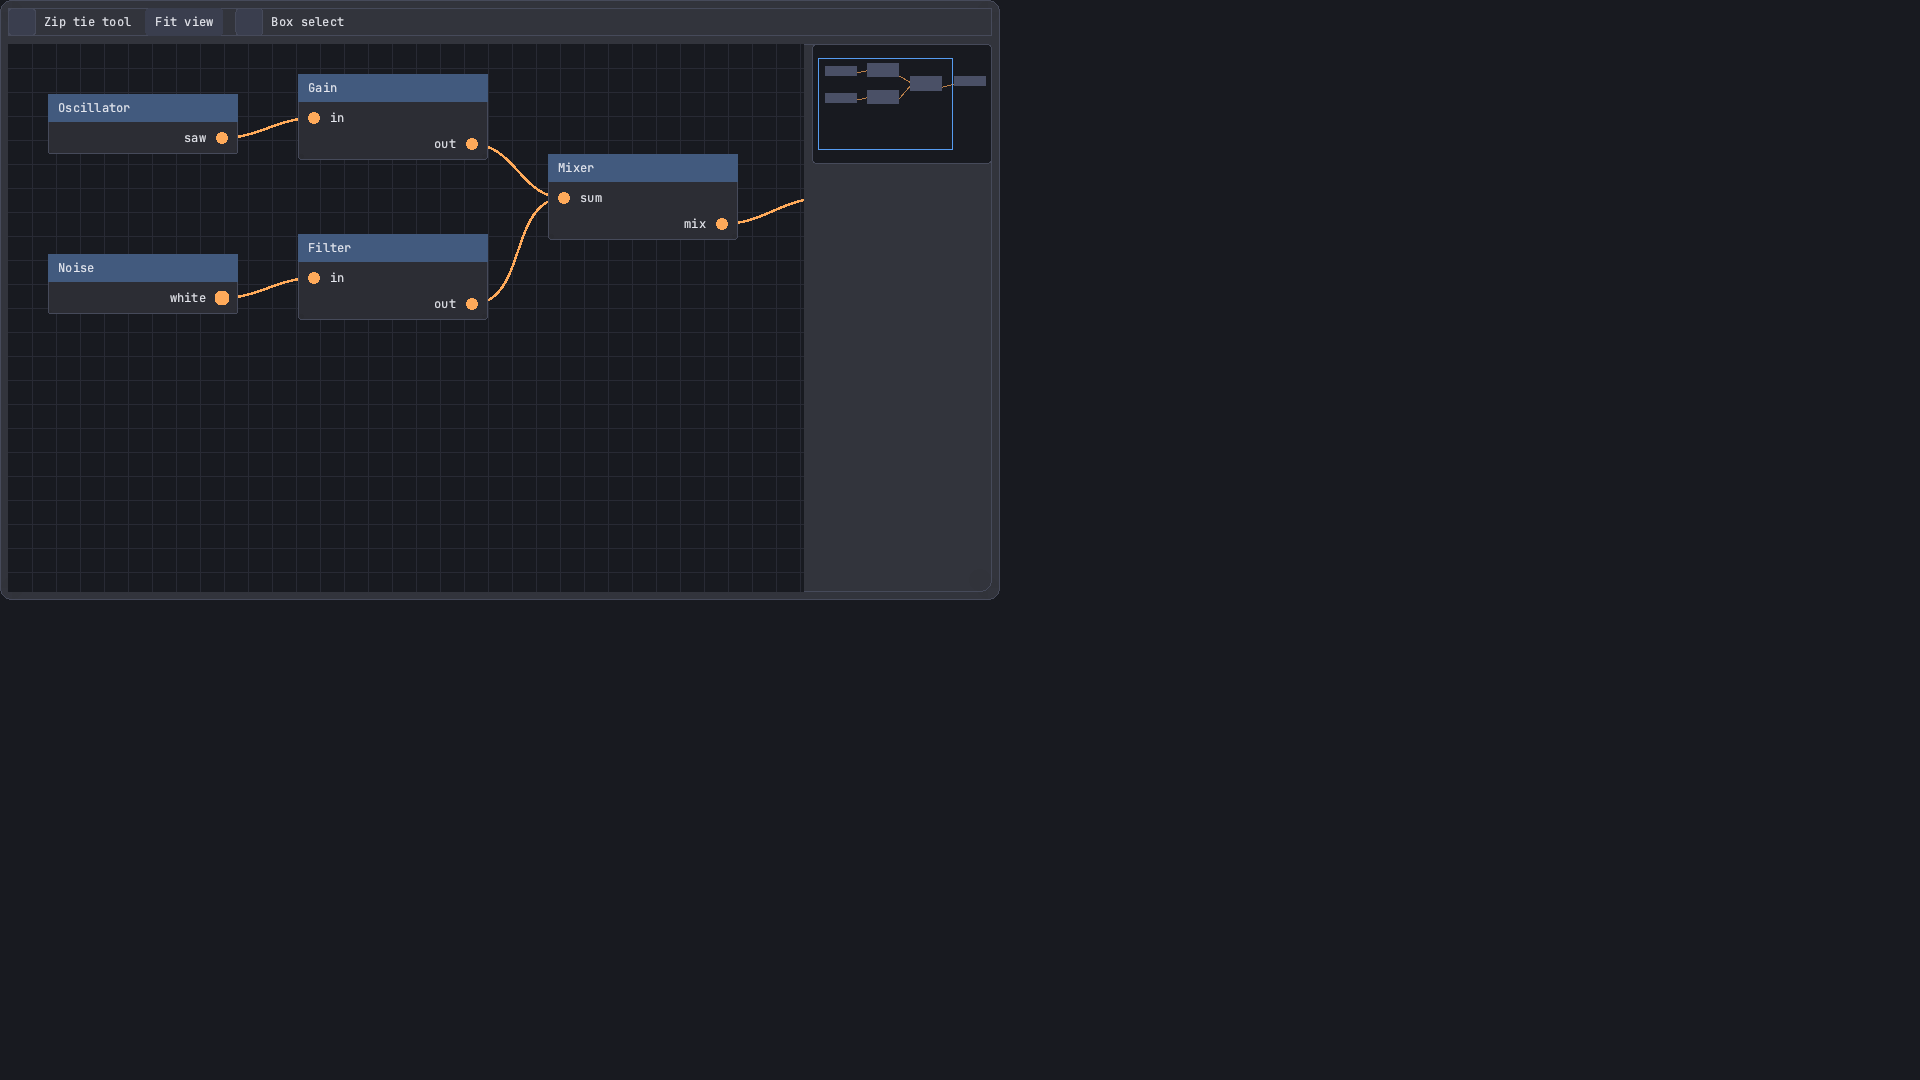 Zip tie tool
Fit view
Box select
Oscillator
saw
Gain
in
out
Mixer
sum
mix
Noise
white
Filter
in
out